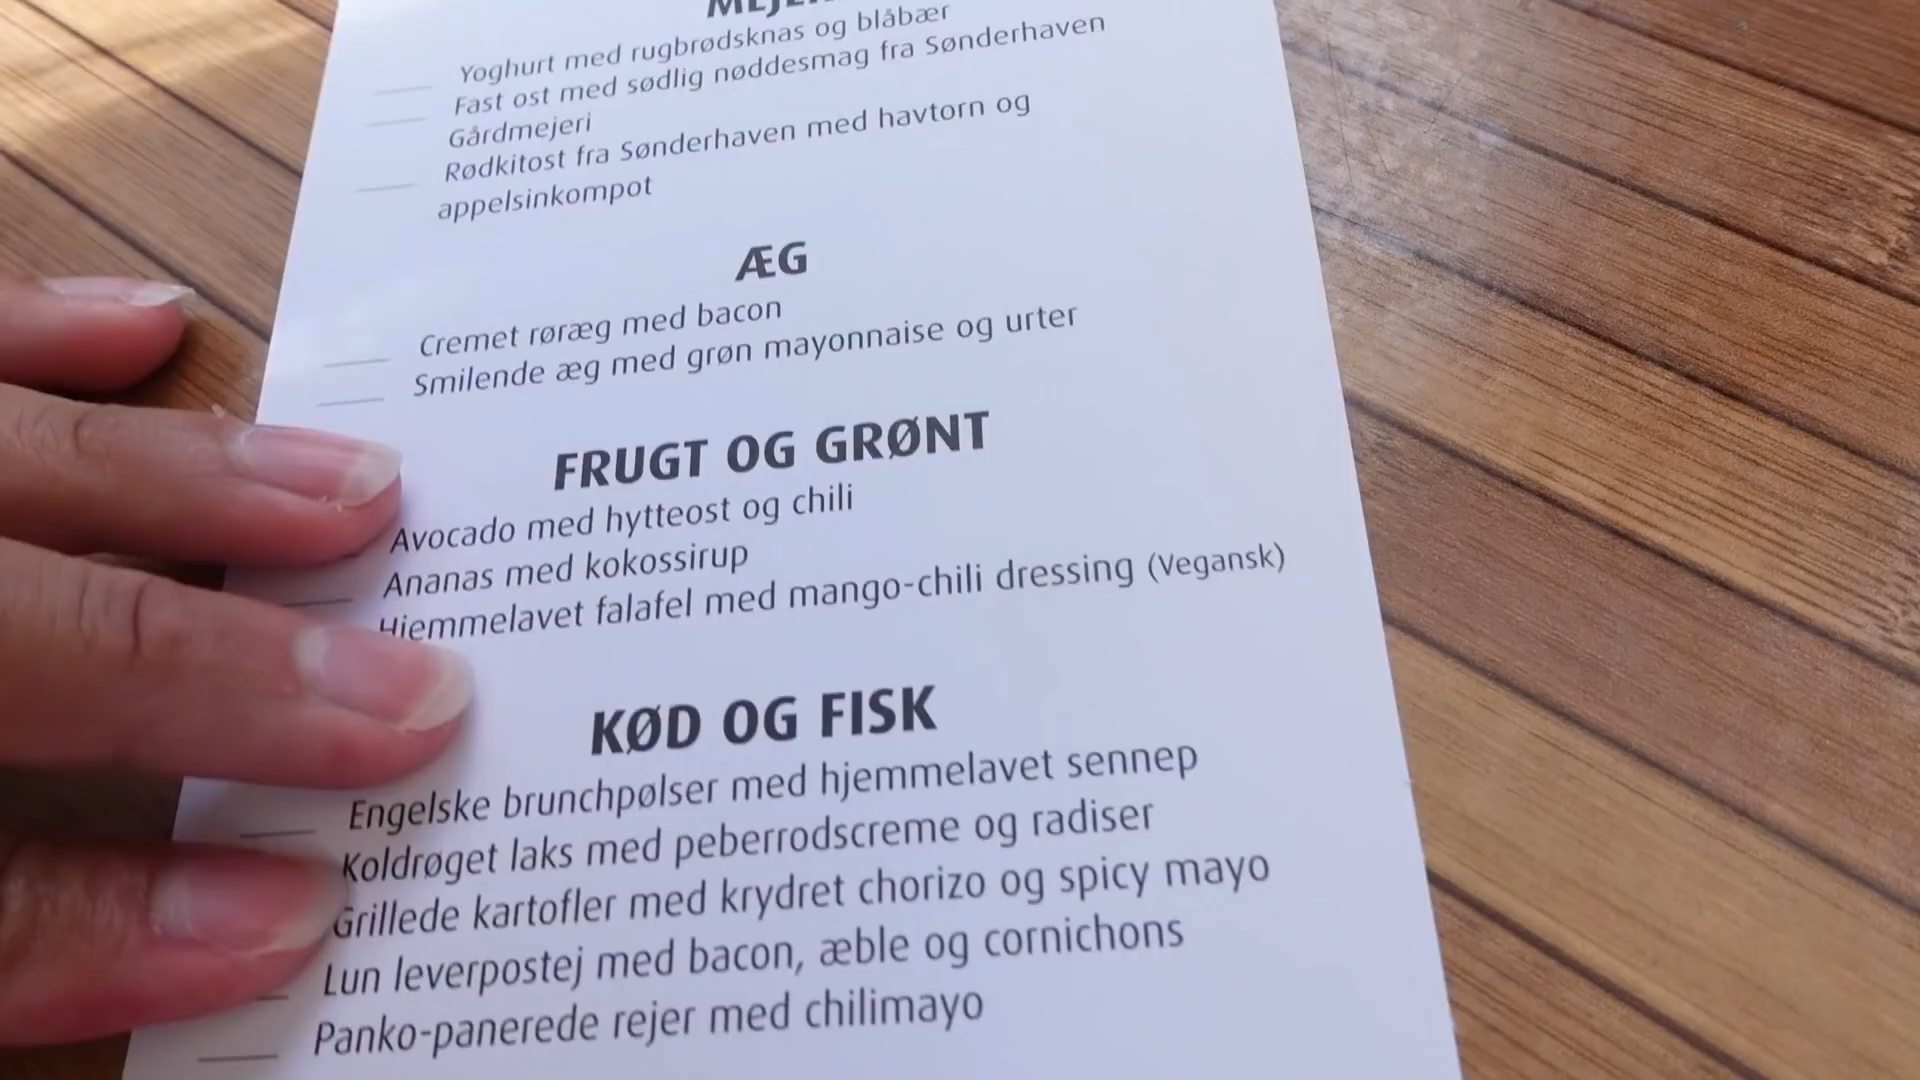 Yoghurt med rugbrødsknas og blåbær
Fast ost med sødlig nøddesmag fra Sønderhaven
Gårdmejeri
Rødkitost fra Sønderhaven med havtorn og
appelsinkompot
ÆG
Cremet røræg med bacon
Smilende æg med grøn mayonnaise og urter
FRUGT OG GRØNT
Avocado med hytteost og chili
Ananas med kokossirup
Hjemmelavet falafel med mango-chili dressing (Vegansk)
KØD OG FISK
Engelske brunchpølser med hjemmelavet sennep
Koldrøget laks med peberrodscreme og radiser
Grillede kartofler med krydret chorizo og spicy mayo
Lun leverpostej med bacon, æble og cornichons
Panko-panerede rejer med chilimayo